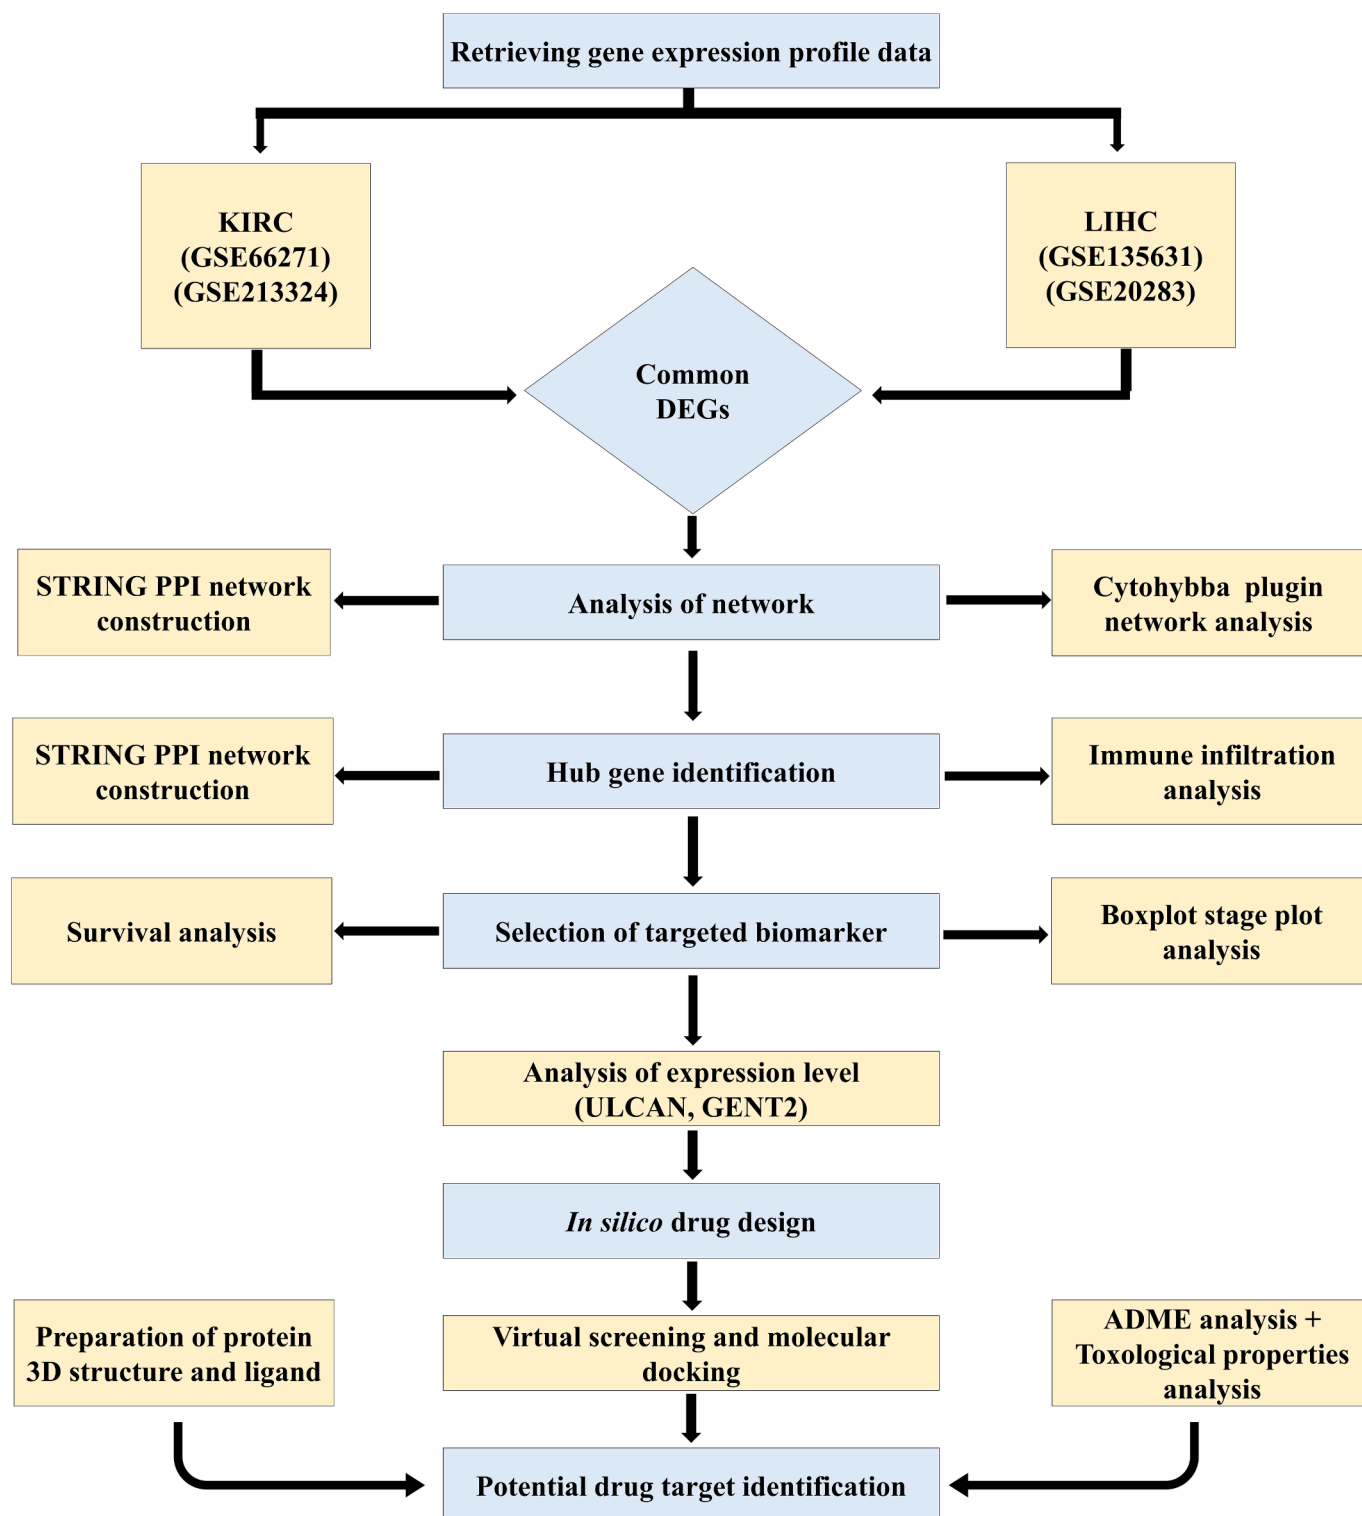 Retrieving gene expression profile data
KIRC
(GSE66271)
(GSE213324)
LIHC
(GSE135631)
(GSE20283)
Common
DEGs
STRING PPI network
construction
Analysis of network
Cytohybba plugin
network analysis
STRING PPI network
construction
Hub gene identification
Immune infiltration
analysis
Survival analysis
Selection of targeted biomarker
Boxplot stage plot
analysis
Analysis of expression level
(ULCAN, GENT2)
In silico drug design
Preparation of protein
3D structure and ligand
Virtual screening and molecular
docking
ADME analysis +
Toxological properties
analysis
Potential drug target identification